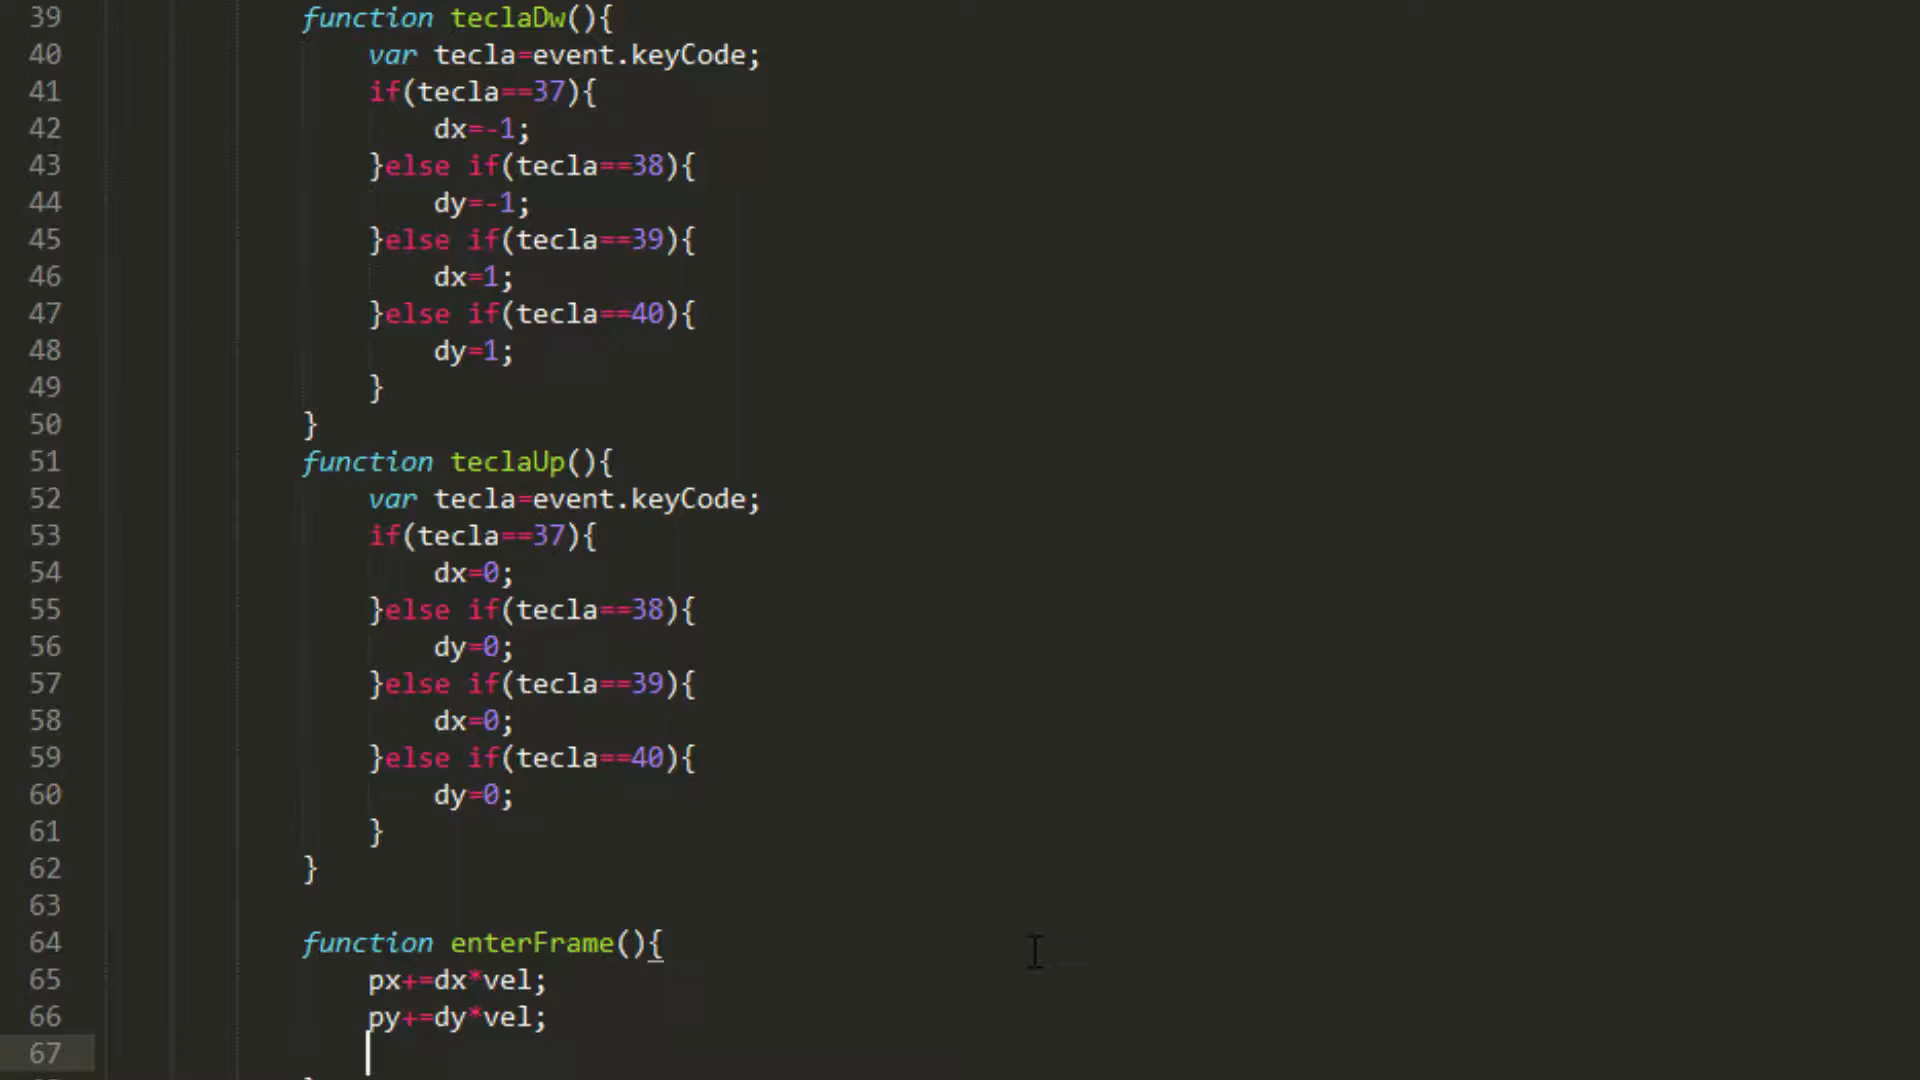 39 function teclaDw(){
40 var tecla=event.keyCode;
41 if(tecla==37){
42 dx=-1;
43 }else if(tecla==38){
44 dy=-1;
45 }else if(tecla==39){
46 dx=1;
47 }else if(tecla==40){
48 dy=1;
49 }
50 }
51 function teclaUp(){
52 var tecla=event.keyCode;
53 if(tecla==37){
54 dx=0;
55 }else if(tecla==38){
56 dy=0;
57 }else if(tecla==39){
58 dx=0;
59 }else if(tecla==40){
60 dy=0;
61 }
62 }
63
64 function enterFrame(){
65 px+=dx*vel;
66 py+=dy*vel;
67